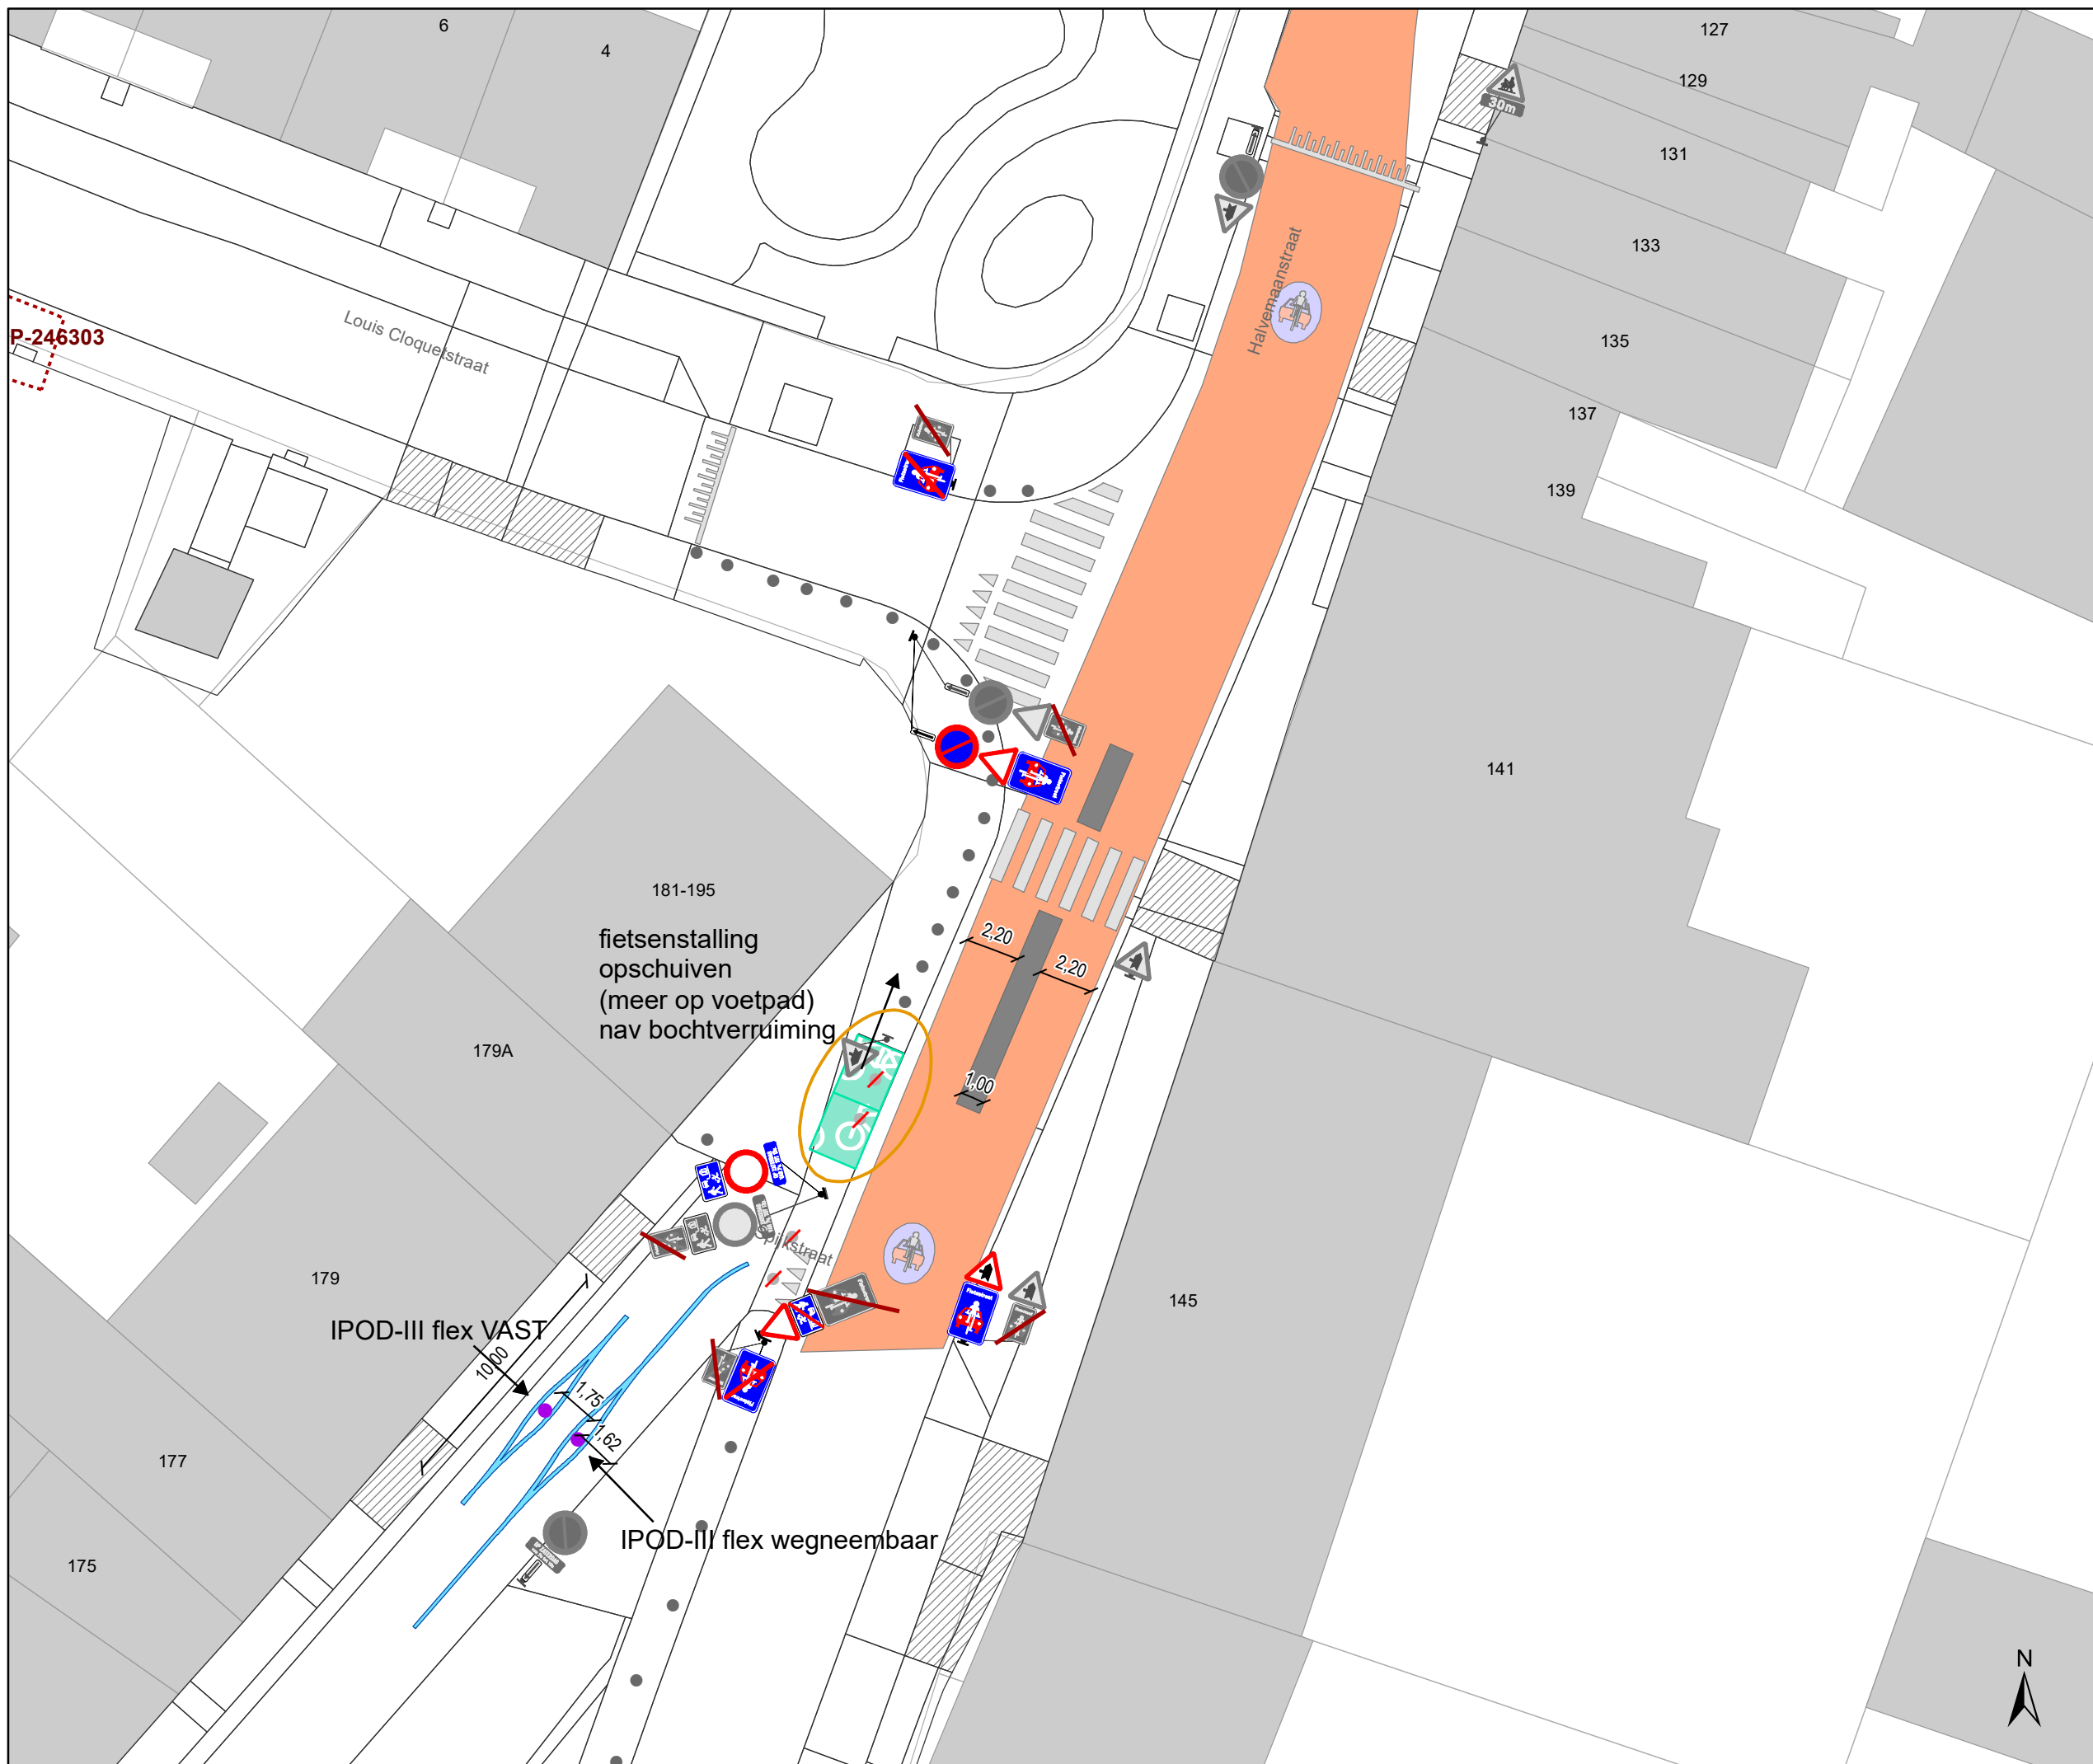 6
4
127
129
30m
131
133
135
137
139
Halvemaanstraat
Louis Cloquetstraat
P-246303
141
181-195
fietsenstalling
opschuiven
(meer op voetpad)
nav bochtverruiming
2,20
2,20
1,00
179A
Spijkstraat
179
145
IPOD-III flex VAST
10,00
1,75
1,62
177
IPOD-III flex wegneembaar
175
N